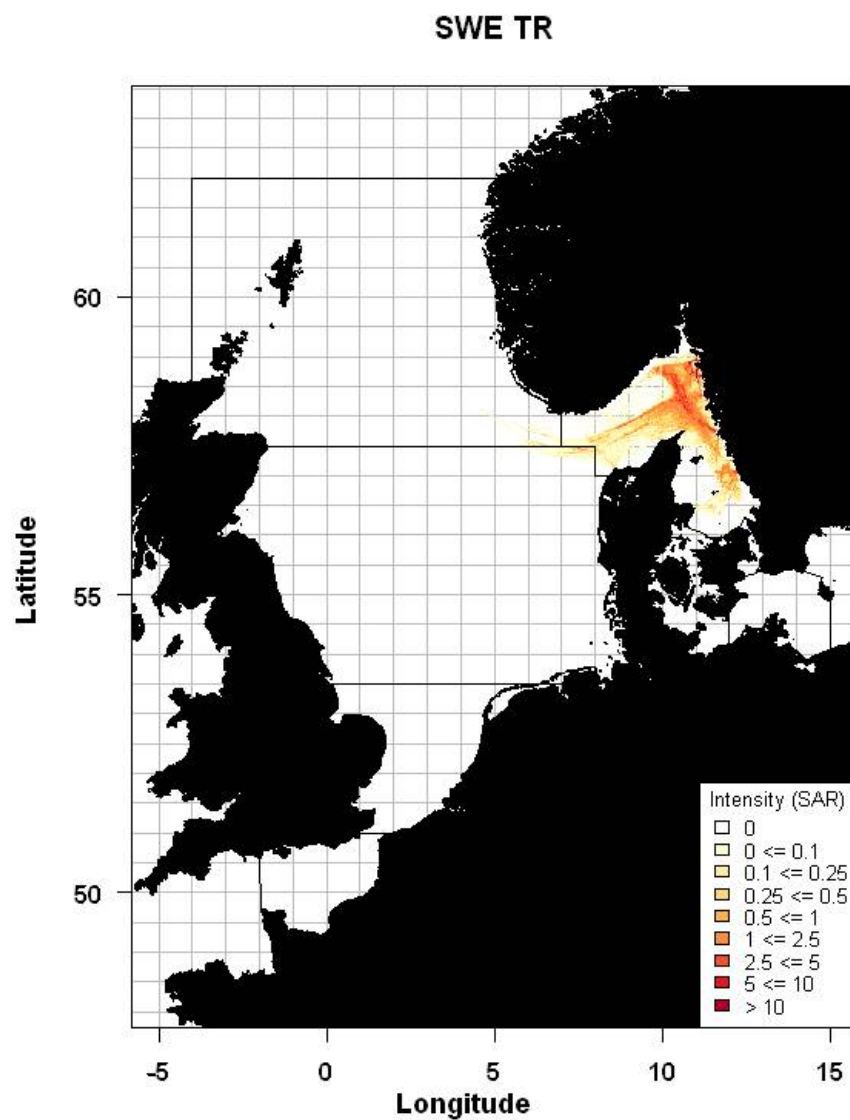 SWE TR
60
55
50
Latitude
-5 0 5 10 15
Longitude
Intensity (SAR)
0
0 <= 0.1
0.1 <= 0.25
0.25 <= 0.5
0.5 <= 1
1 <= 2.5
2.5 <= 5
5 <= 10
> 10